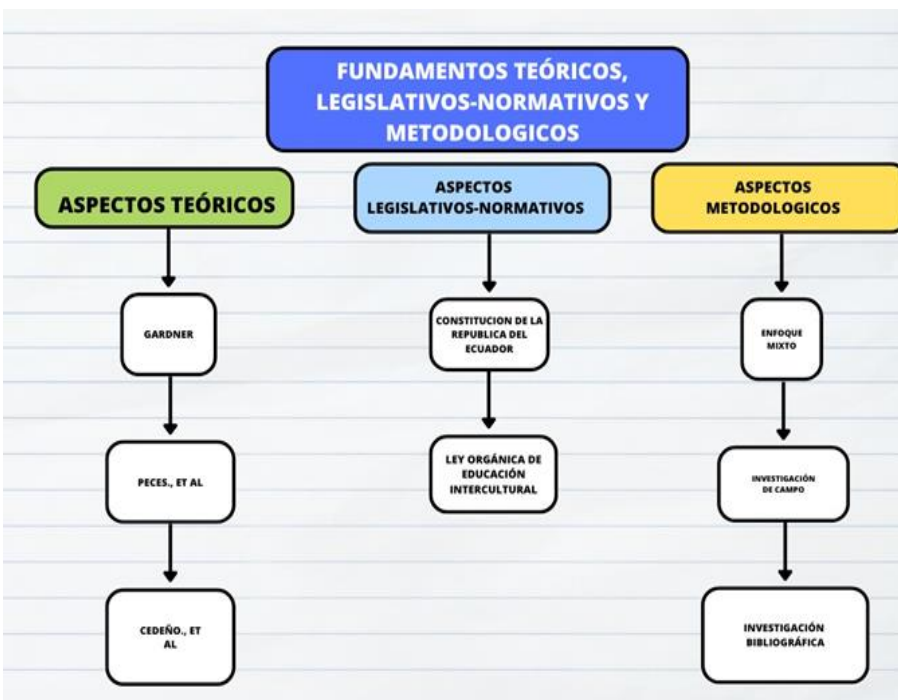 FUNDAMENTOS TEÓRICOS,
LEGISLATIVOS-NORMATIVOS Y
METODOLOGICOS
ASPECTOS TEÓRICOS
ASPECTOS
LEGISLATIVOS-NORMATIVOS
ASPECTOS
METODOLOGICOS
GARDNER
CONSTITUCION DE LA
REPUBLICA DEL
ECUADOR
ENFOQUE
MIXTO
PECES., ET AL
LEY ORGÁNICA DE
EDUCACIÓN
INTERCULTURAL
INVESTIGACIÓN
DE CAMPO
CEDEÑO., ET
AL
INVESTIGACIÓN
BIBLIOGRÁFICA